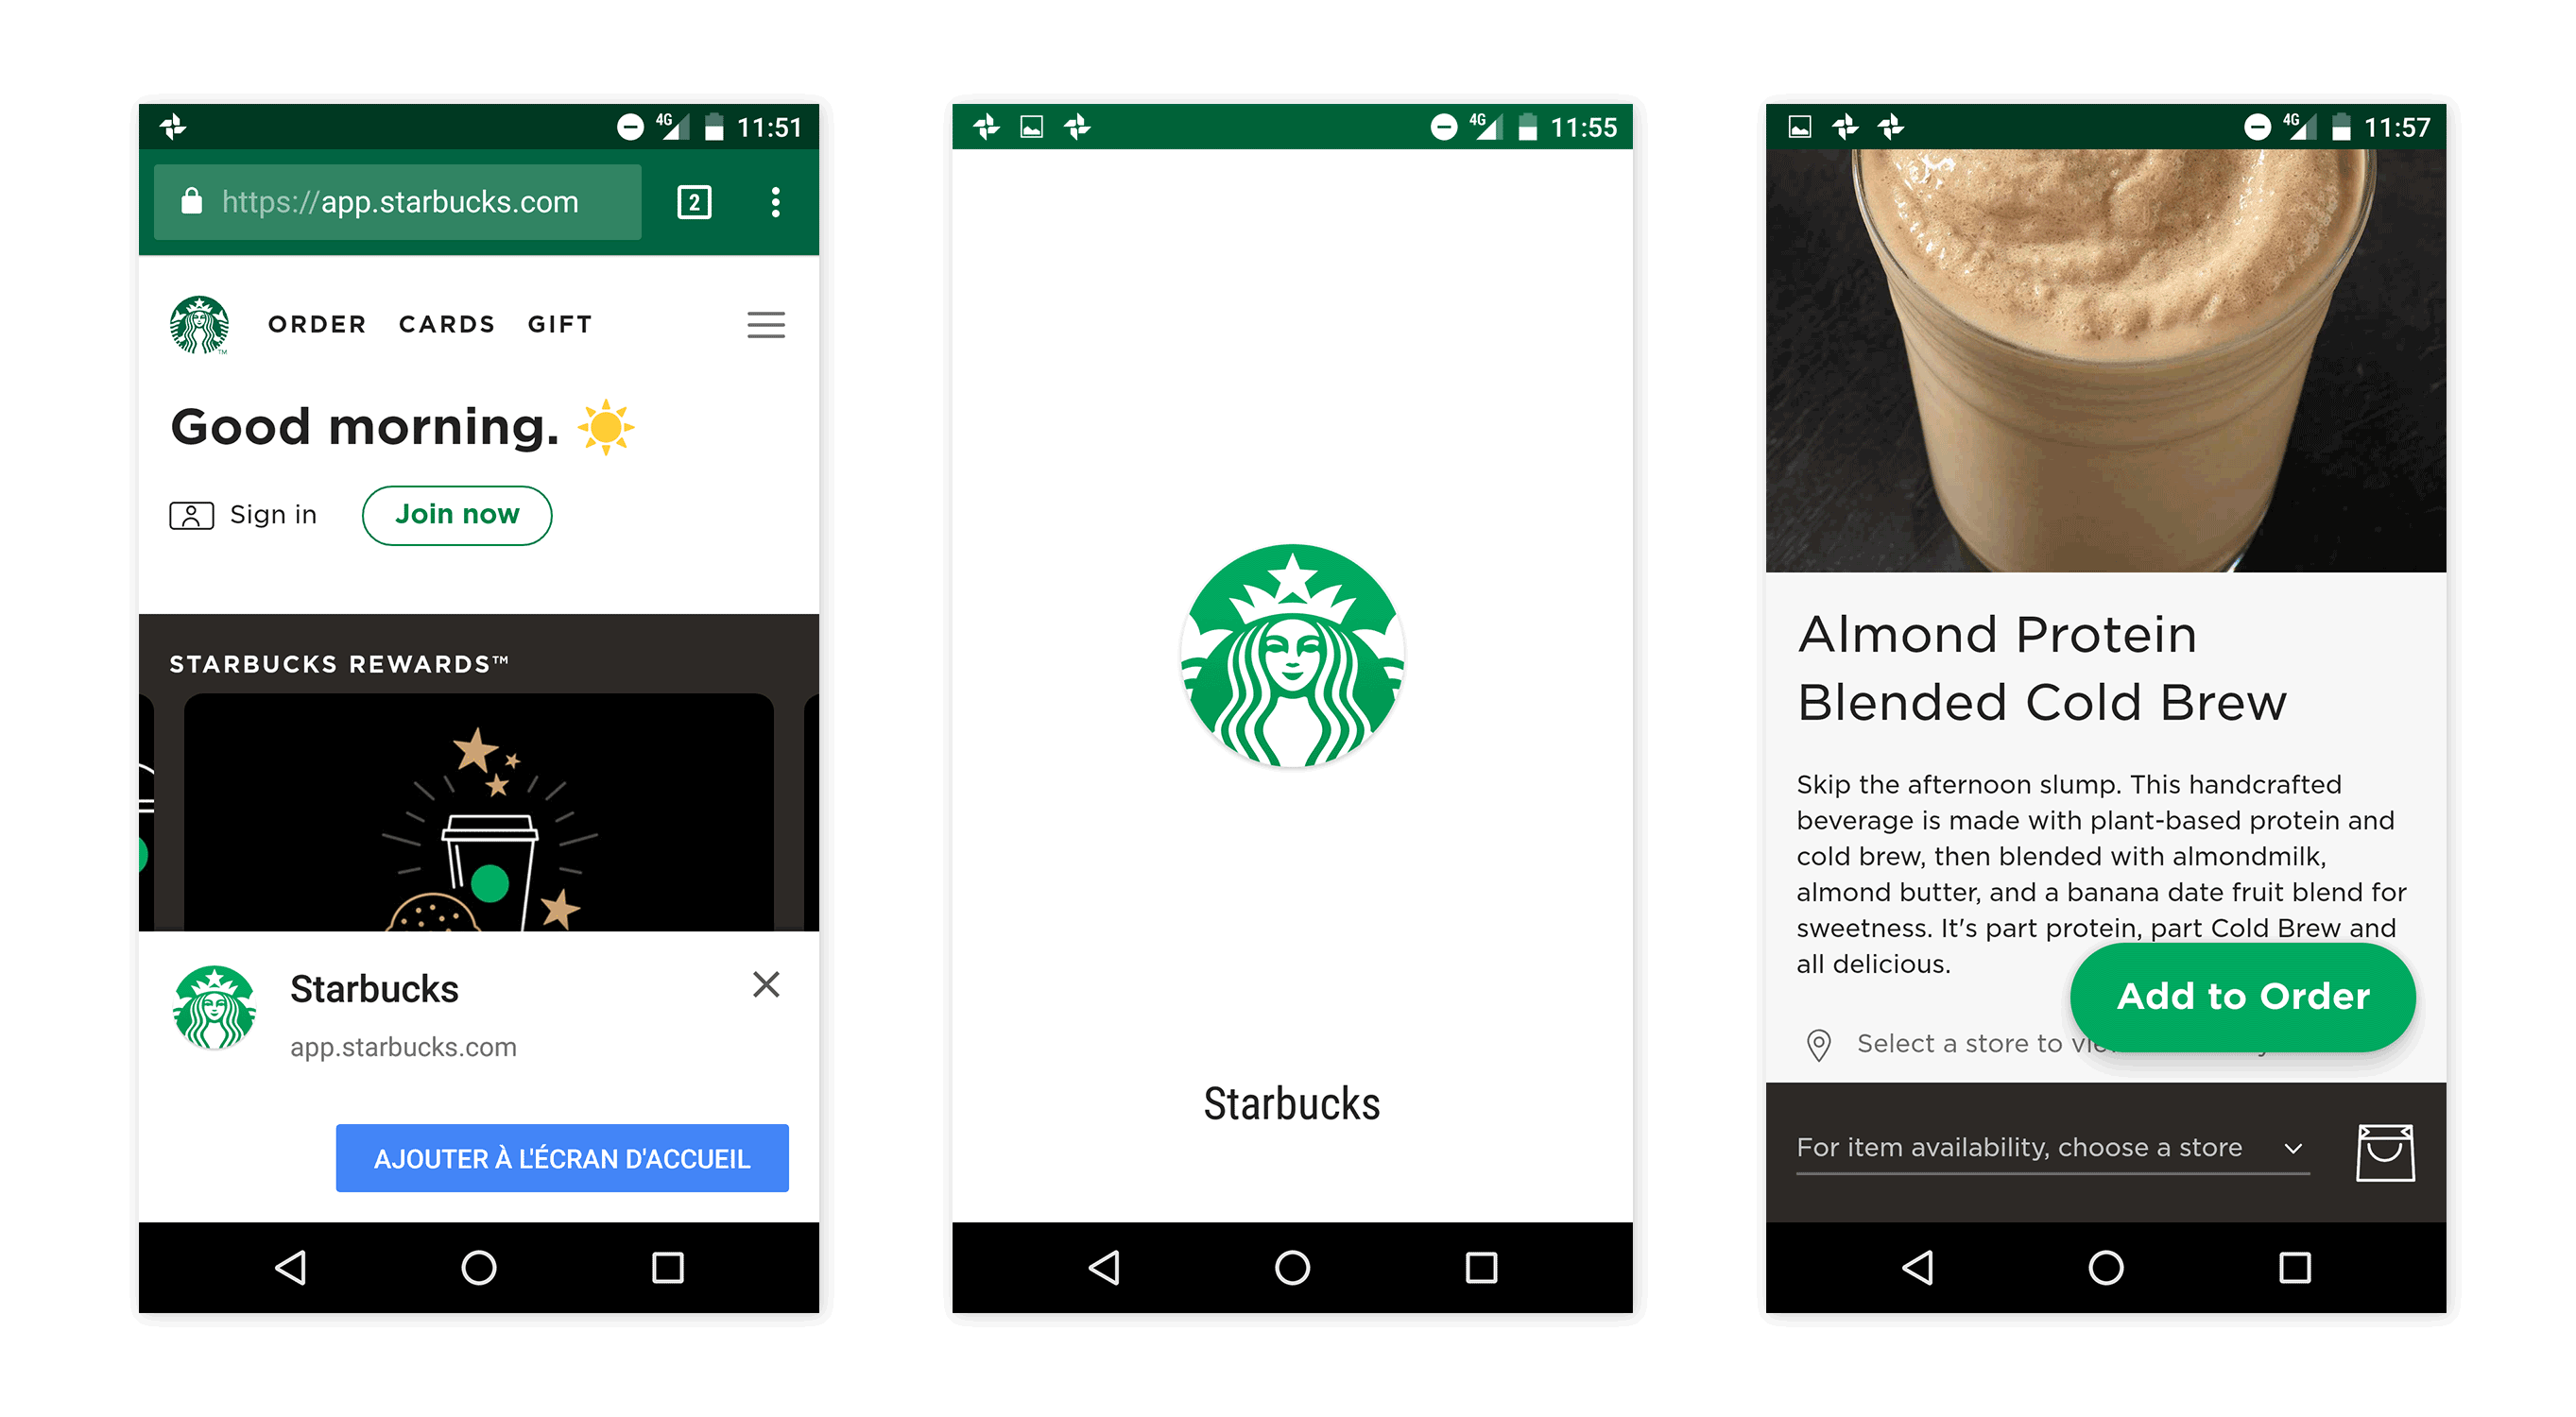 4G 11:51
https://app.starbucks.com 2
ORDER CARDS GIFT
TM
Good morning.
Sign in Join now
STARBUCKS REWARDS™
Starbucks
app.starbucks.com
AJOUTER À L'ÉCRAN D'ACCUEIL
4G 11:55
Starbucks
4G 11:57
Almond Protein
Blended Cold Brew
Skip the afternoon slump. This handcrafted
beverage is made with plant-based protein and
cold brew, then blended with almondmilk,
almond butter, and a banana date fruit blend for
sweetness. It's part protein, part Cold Brew and
all delicious.
Add to Order
Select a store to
For item availability, choose a store